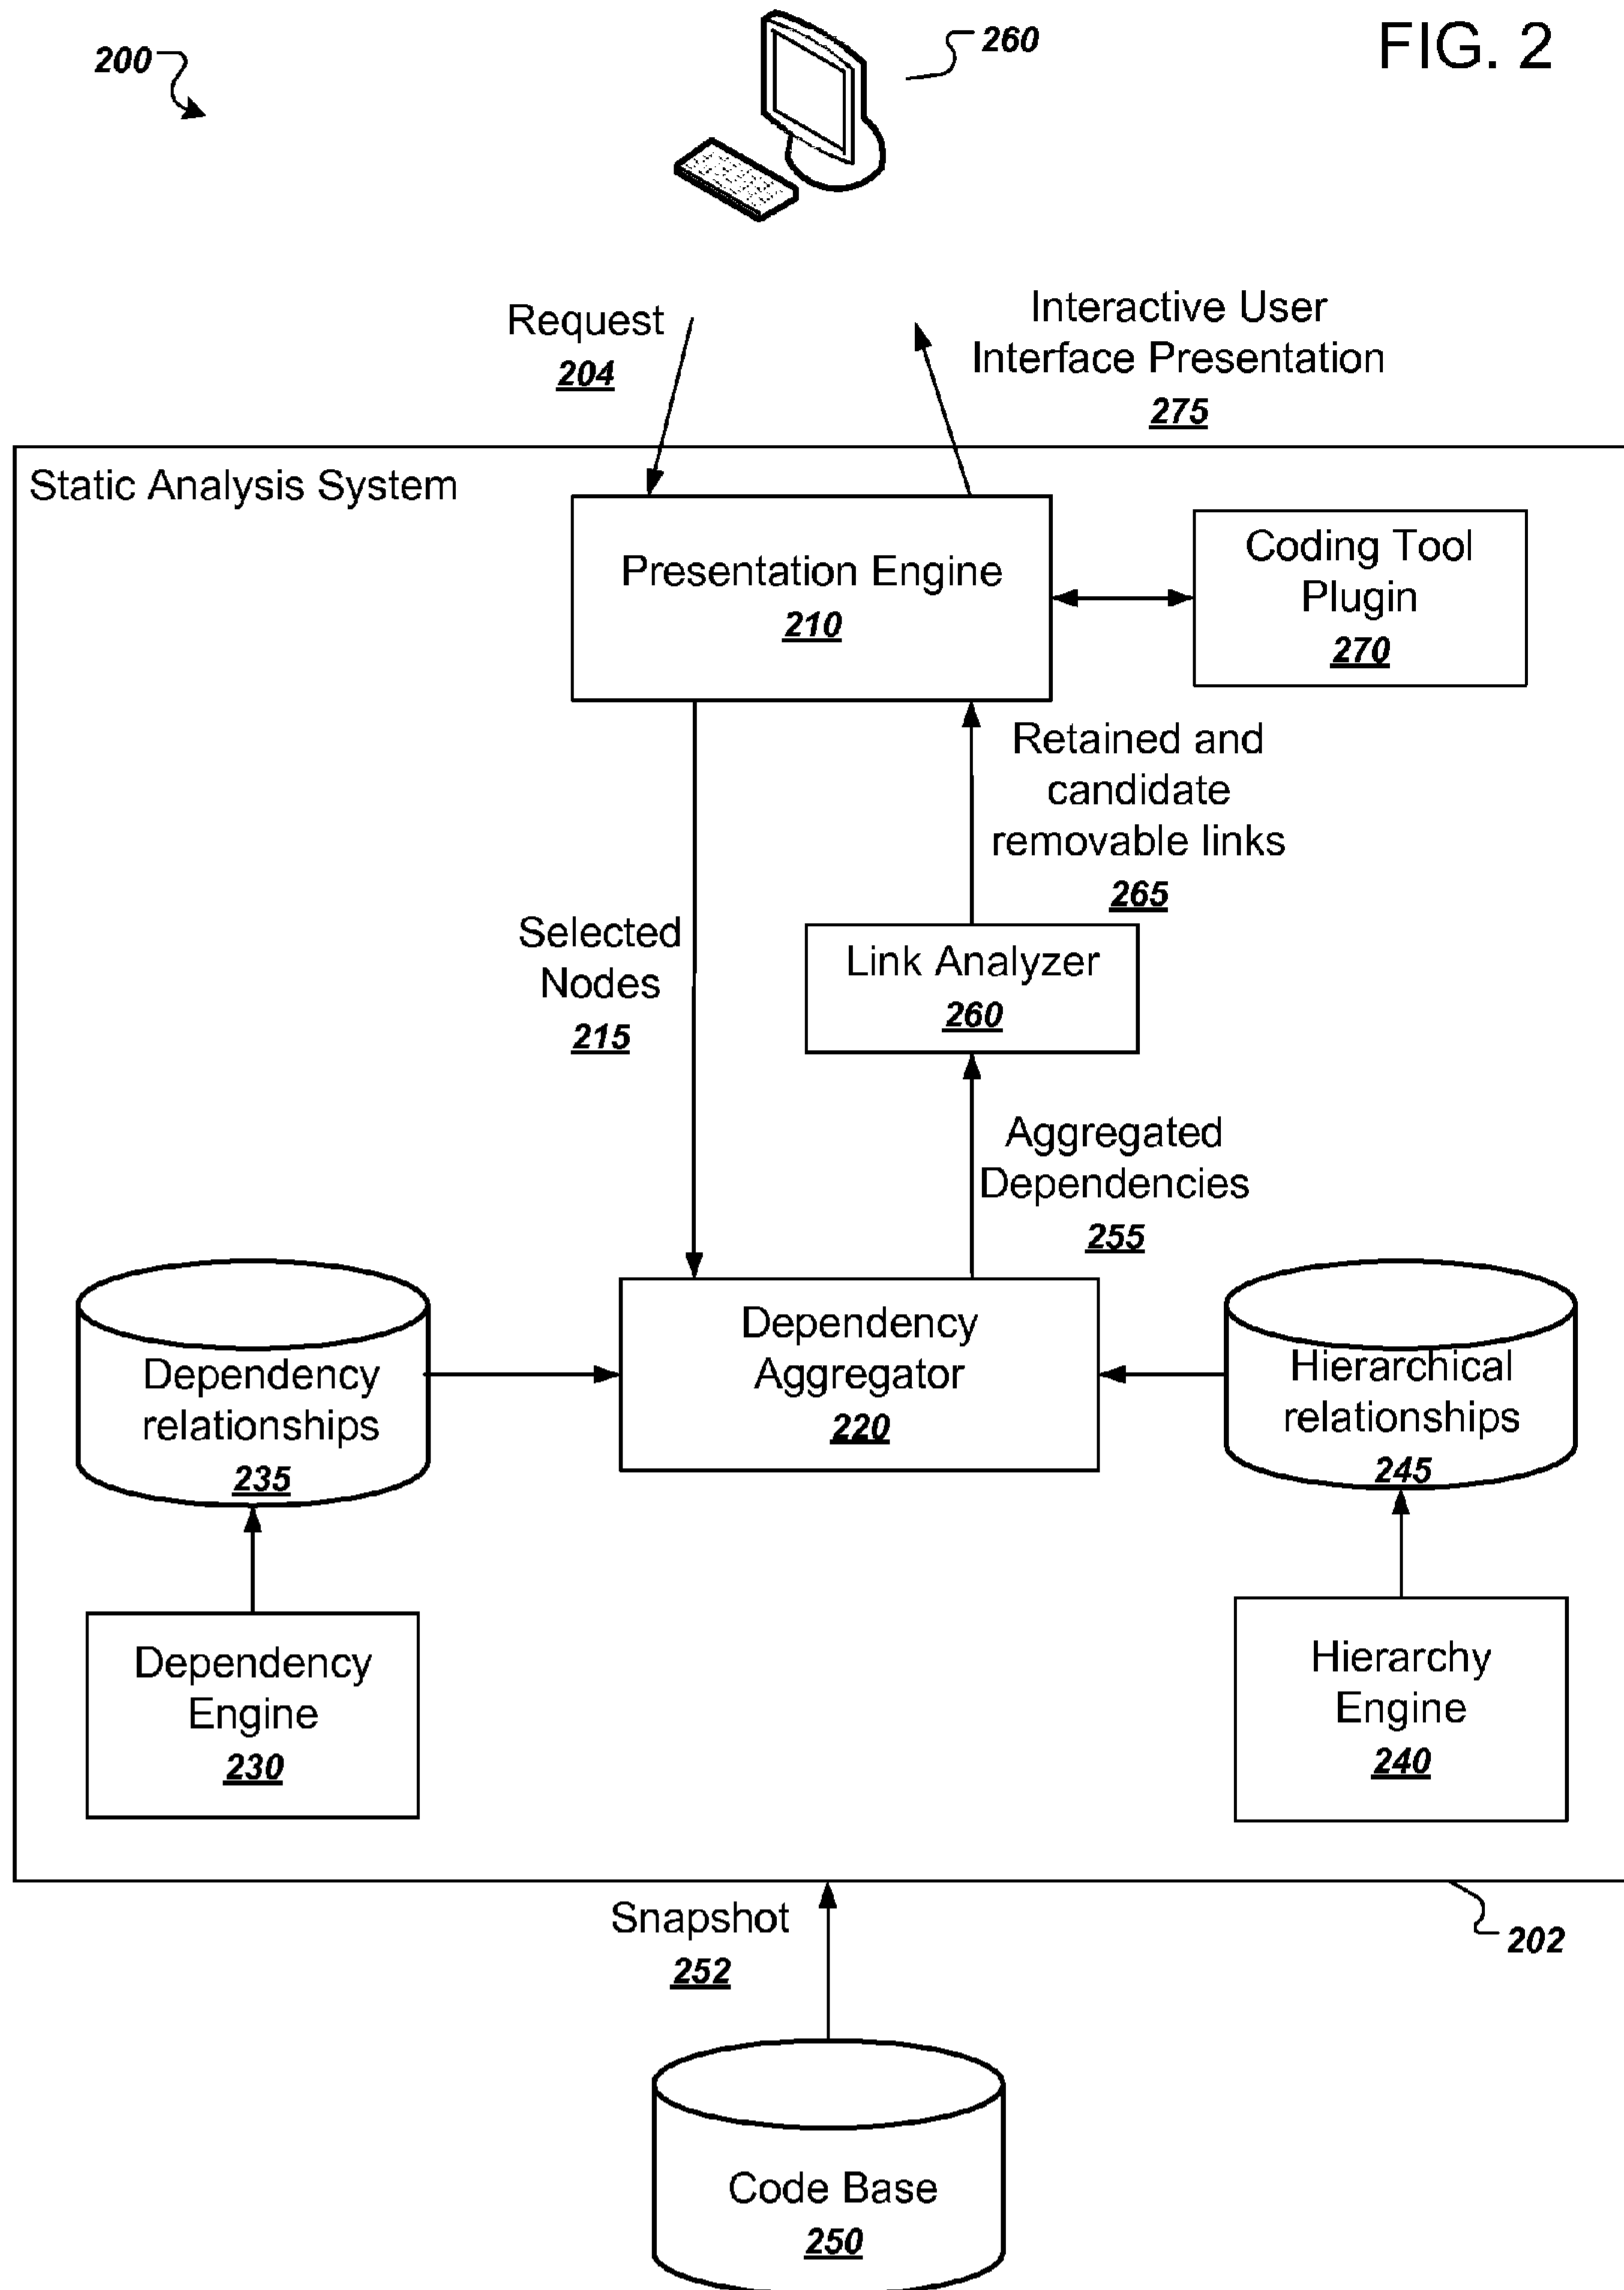 FIG. 2
200
260
Request
204
Interactive User
Interface Presentation
275
Static Analysis System
Presentation Engine
210
Coding Tool
Plugin
270
Retained and
candidate
removable links
265
Selected
Nodes
215
Link Analyzer
260
Aggregated
Dependencies
255
Dependency
relationships
235
Dependency
Aggregator
220
Hierarchical
relationships
245
Dependency
Engine
230
Hierarchy
Engine
240
Snapshot
252
202
Code Base
250